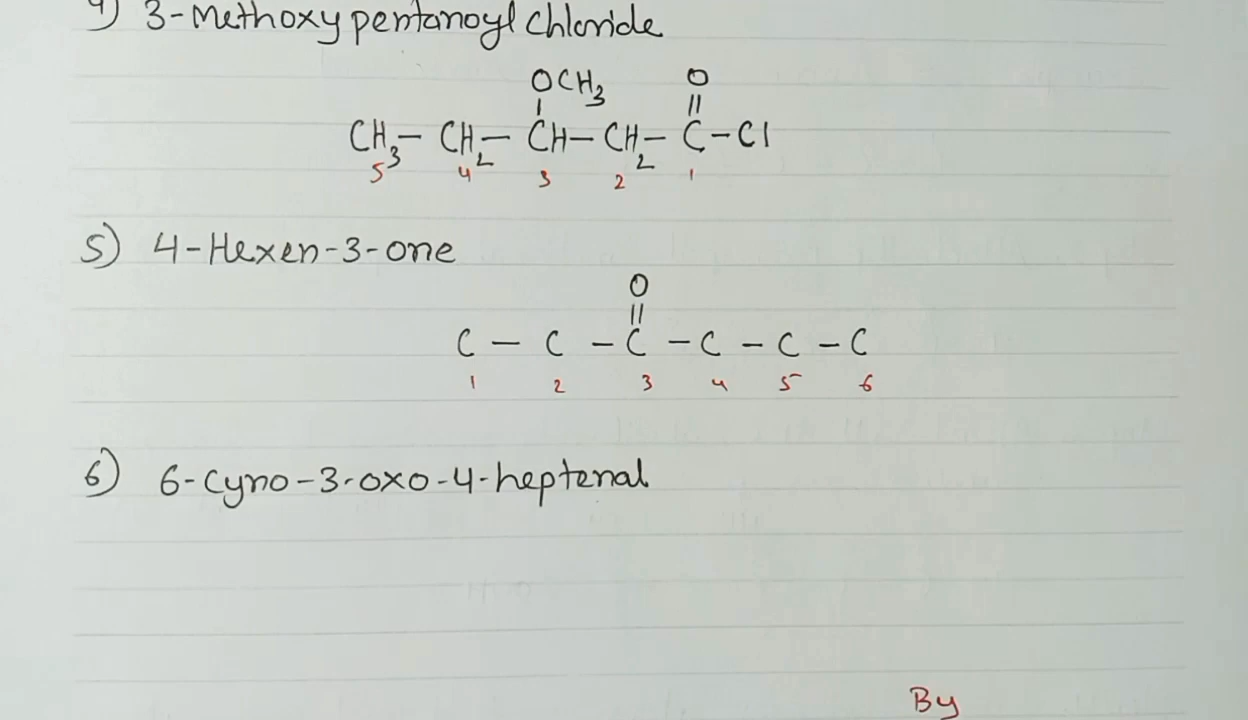 4) 3-Methoxy pentanoyl chloride
OCH3 O
| ||
CH3 – CH2 – CH – CH2 – C – Cl
5 4 3 2 1
5) 4-Hexen-3-one
O
||
C – C – C – C – C – C
1 2 3 4 5 6
6) 6-Cyno-3-oxo-4-heptenal
By